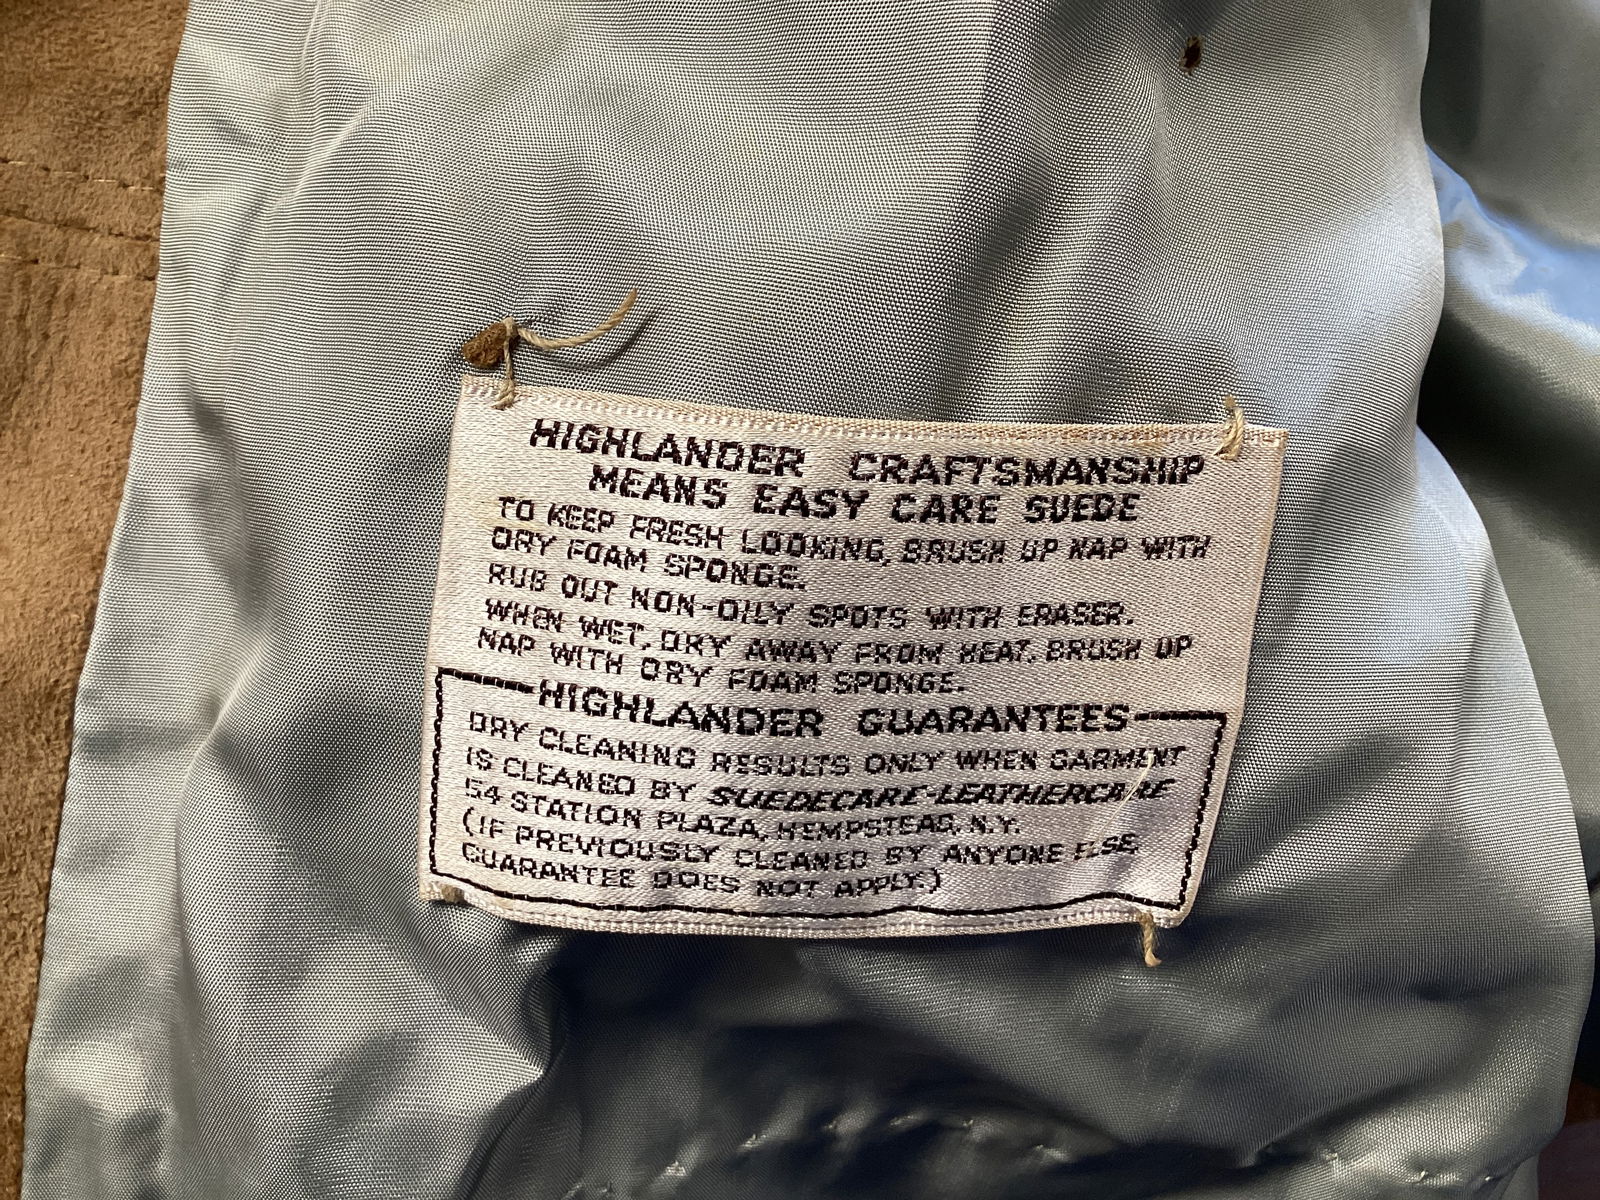 HIGHLANDER CRAFTSMANSHIP
MEANS EASY CARE SUEDE
TO KEEP FRESH LOOKING, BRUSH UP NAP WITH
DRY FOAM SPONGE.
RUB OUT NON-OILY SPOTS WITH ERASER.
WHEN WET, DRY AWAY FROM HEAT. BRUSH UP
NAP WITH DRY FOAM SPONGE.
HIGHLANDER GUARANTEES
DRY CLEANING RESULTS ONLY WHEN GARMENT
IS CLEANED BY SUEDECARE-LEATHERCARE
54 STATION PLAZA, HEMPSTEAD, N.Y.
(IF PREVIOUSLY CLEANED BY ANYONE ELSE
GUARANTEE DOES NOT APPLY.)